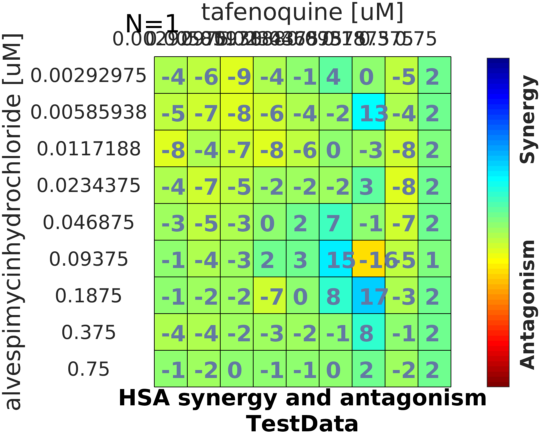 tafenoquine [uM]
N=1
alvespimycinhydrochloride [uM]
0.00292975 -4 -6 -9 -4 -1 4 0 -5 2
0.00585938 -5 -7 -8 -6 -4 -2 13 -4 2
0.0117188 -8 -4 -7 -8 -6 0 -3 -8 2
0.0234375 -4 -7 -5 -2 -2 -2 3 -8 2
0.046875 -3 -5 -3 0 2 7 -1 -7 2
0.09375 -1 -4 -3 2 3 15 -16 -5 1
0.1875 -1 -2 -2 -7 0 8 17 -3 2
0.375 -4 -4 -2 -3 -2 -1 8 -1 2
0.75 -1 -2 0 -1 -1 0 2 -2 2
Synergy
Antagonism
HSA synergy and antagonism
TestData